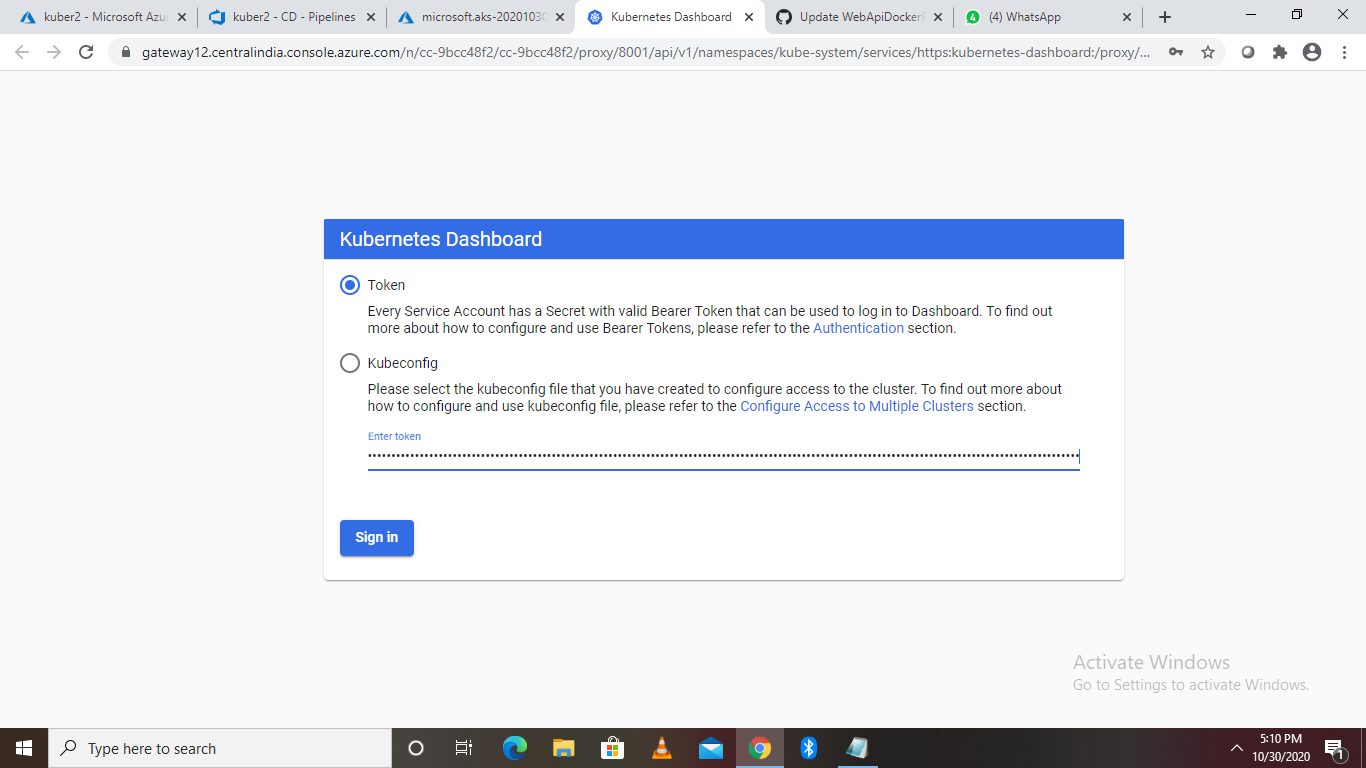 kuber2 - Microsoft Azu
kuber2 - CD - Pipelines
microsoft.aks-2020103
Kubernetes Dashboard
Update WebApiDocker
4
(4) WhatsApp
gateway12.centralindia.console.azure.com/n/cc-9bcc48f2/cc-9bcc48f2/proxy/8001/api/v1/namespaces/kube-system/services/https:kubernetes-dashboard:/proxy/...
Kubernetes Dashboard
Token
Every Service Account has a Secret with valid Bearer Token that can be used to log in to Dashboard. To find out
more about how to configure and use Bearer Tokens, please refer to the Authentication section.
Kubeconfig
Please select the kubeconfig file that you have created to configure access to the cluster. To find out more about
how to configure and use kubeconfig file, please refer to the Configure Access to Multiple Clusters section.
Enter token
Sign in
Activate Windows
Go to Settings to activate Windows.
Type here to search
5:10 PM
10/30/2020
1